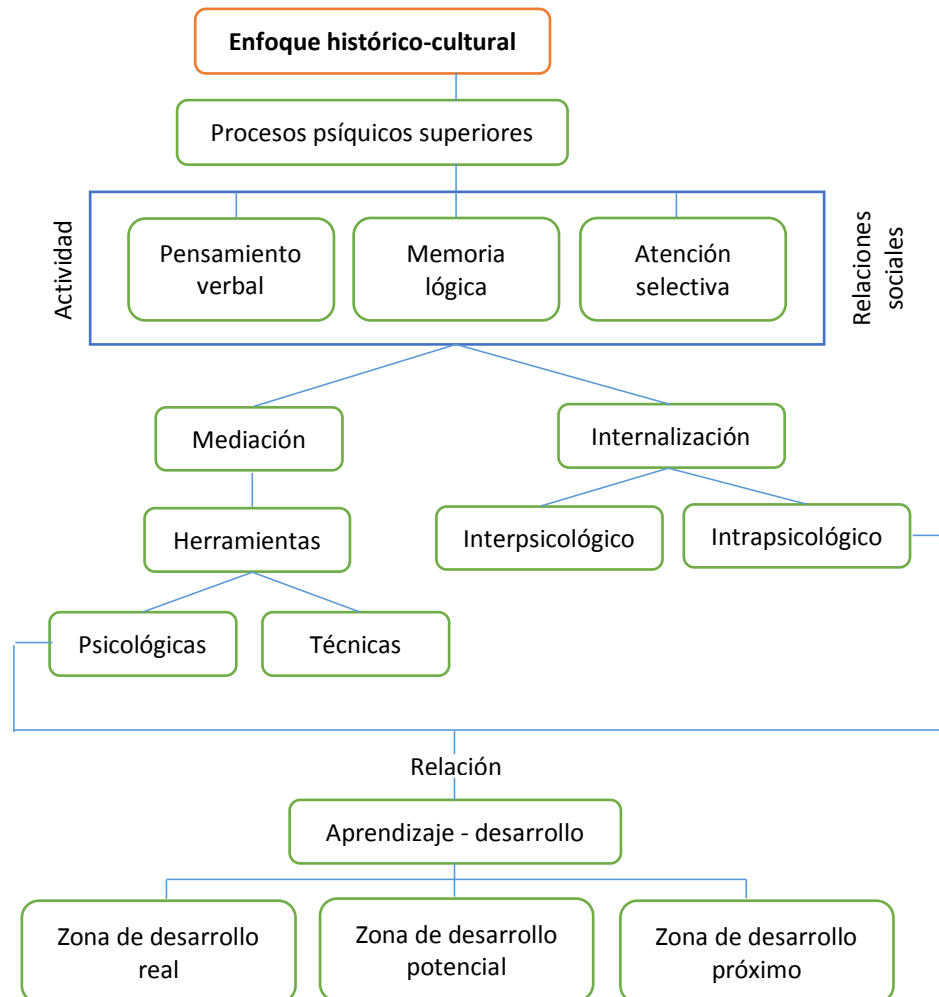 Enfoque histórico-cultural
Procesos psíquicos superiores
Actividad
Pensamiento
verbal
Memoria
lógica
Atención
selectiva
Relaciones
sociales
Mediación
Internalización
Herramientas
Interpsicológico
Intrapsicológico
Psicológicas
Técnicas
Relación
Aprendizaje - desarrollo
Zona de desarrollo
real
Zona de desarrollo
potencial
Zona de desarrollo
próximo